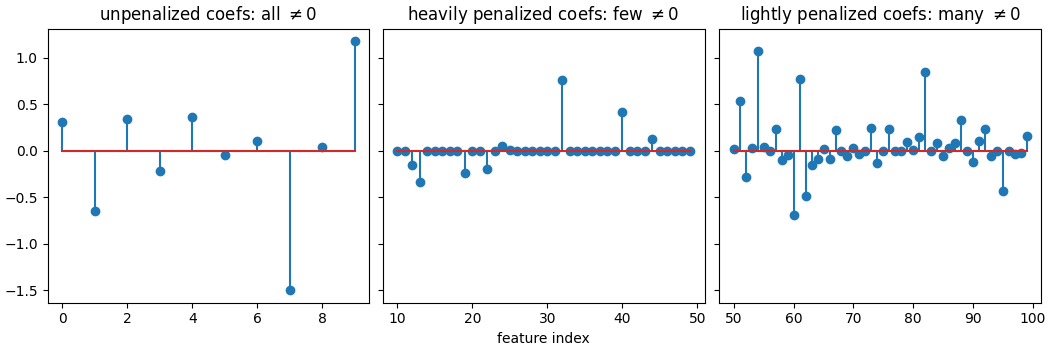 unpenalized coefs: all ≠0
heavily penalized coefs: few ≠0
lightly penalized coefs: many ≠0
1.0
0.5
0.0
−0.5
−1.0
−1.5
0 2 4 6 8
10 20 30 40 50
50 60 70 80 90 100
feature index